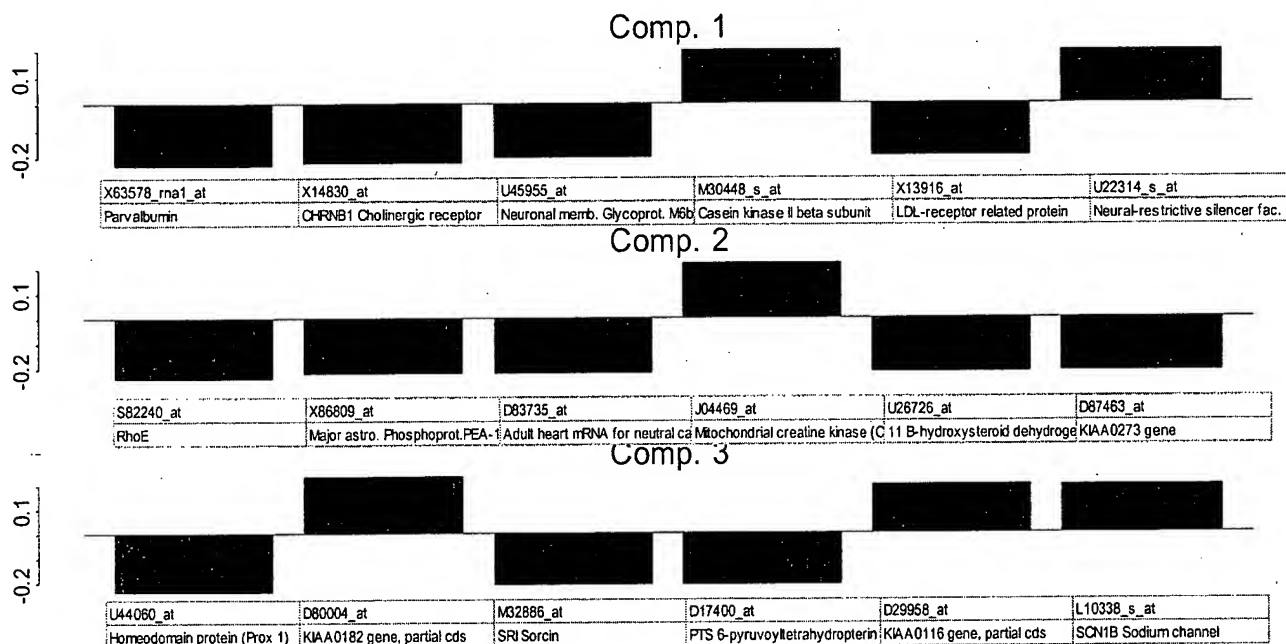 Comp. 1
0.1
-0.2
X63578_rna1_at X14830_at U45955_at M30448_s_at X13916_at U22314_s_at
Parvalbumin CHRNB1 Cholinergic receptor Neuronal memb. Glycoprot. M6b Casein kinase II beta subunit LDL-receptor related protein Neural-restrictive silencer fac.
Comp. 2
0.1
-0.2
S82240_at X86809_at D83735_at J04469_at U26726_at D87463_at
RhoE Major astro. Phosphoprot.PEA-1 Adult heart mRNA for neutral ca Mitochondrial creatine kinase (C 11 B-hydroxysteroid dehydroge KIAA0273 gene
Comp. 3
0.1
-0.2
U44060_at D80004_at M32886_at D17400_at D29958_at L10338_s_at
Homeodomain protein (Prox 1) KIAA0182 gene, partial cds SRI Sorcin PTS 6-pyruvoyltetrahydropterin KIAA0116 gene, partial cds SCN1B Sodium channel